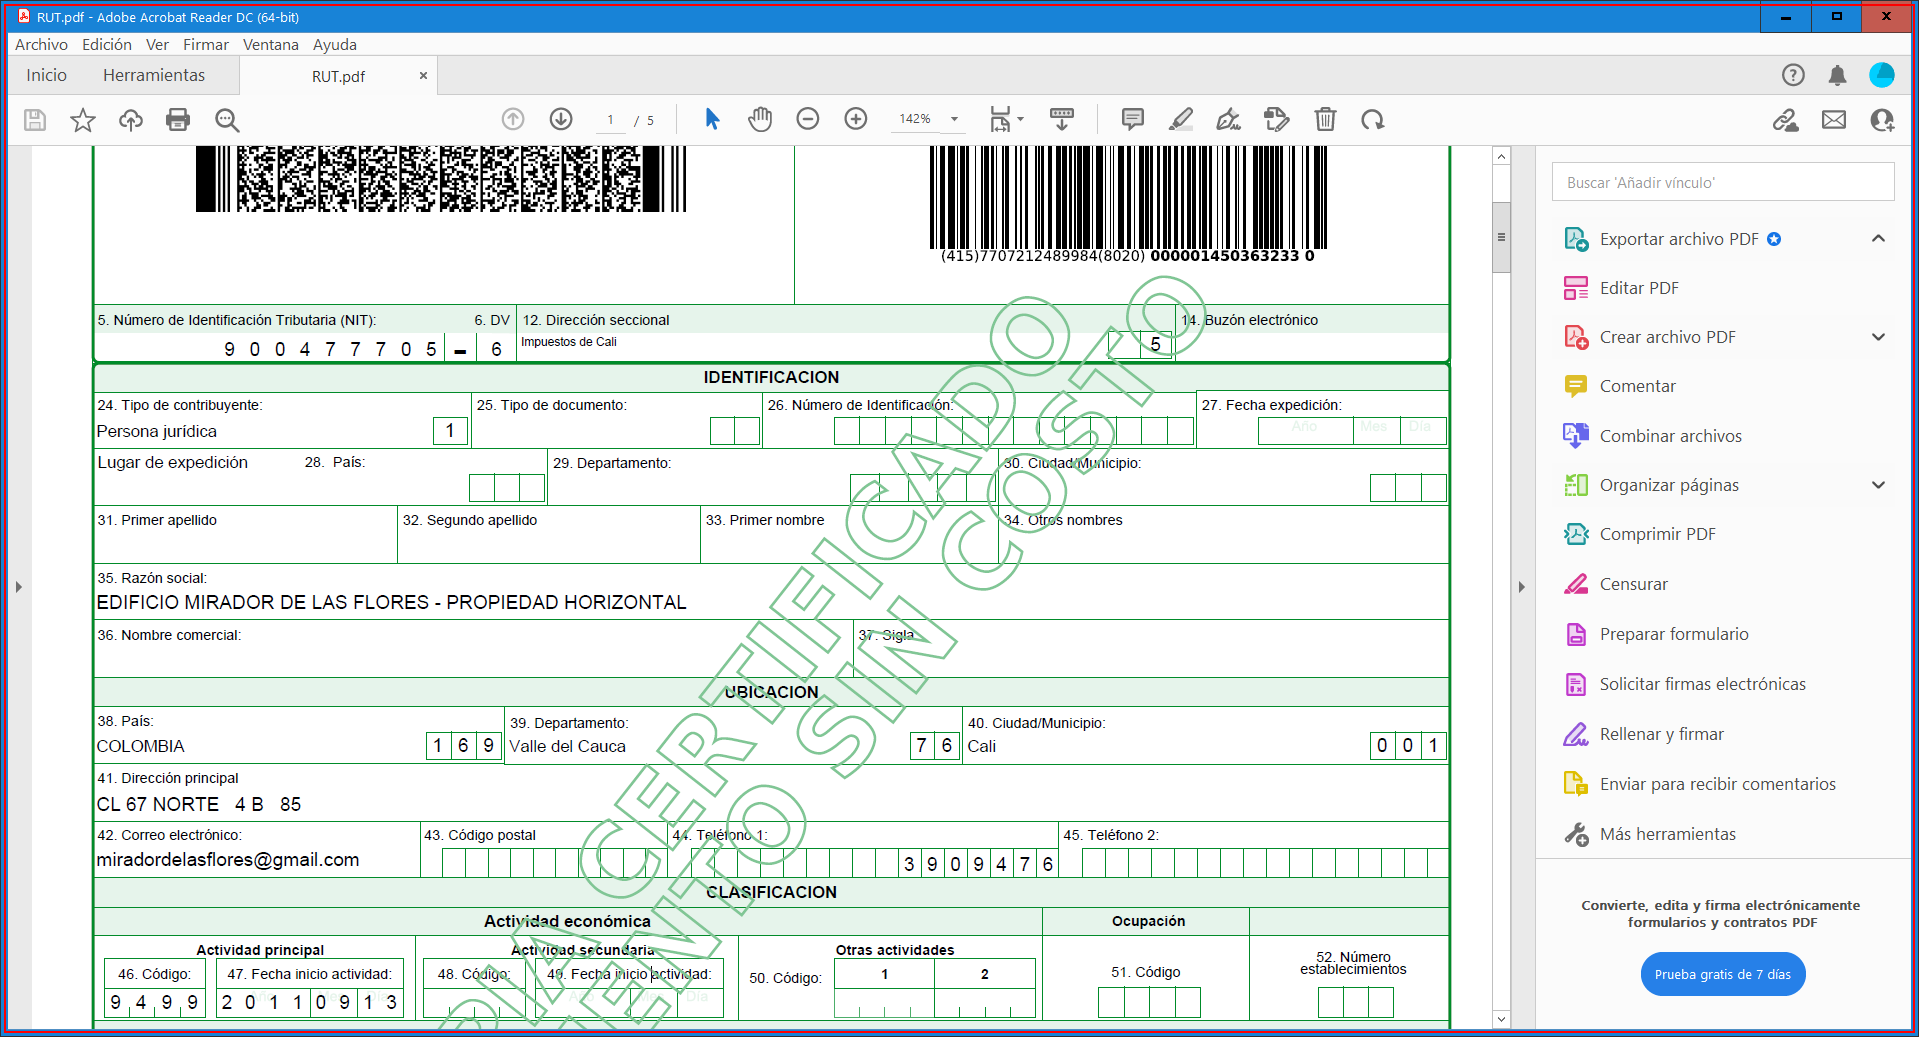 RUT.pdf - Adobe Acrobat Reader DC (64-bit)
Archivo Edición Ver Firmar Ventana Ayuda
Inicio Herramientas RUT.pdf
1 / 5 142%
Buscar 'Añadir vínculo'
Exportar archivo PDF
Editar PDF
Crear archivo PDF
Comentar
Combinar archivos
Organizar páginas
Comprimir PDF
Censurar
Preparar formulario
Solicitar firmas electrónicas
Rellenar y firmar
Enviar para recibir comentarios
Más herramientas
Convierte, edita y firma electrónicamente
formularios y contratos PDF
Prueba gratis de 7 días
(415)7707212489984(8020) 000001450363233 0
5. Número de Identificación Tributaria (NIT): 6. DV 12. Dirección seccional 14. Buzón electrónico
9 0 0 4 7 7 7 0 5 - 6 Impuestos de Cali 5
IDENTIFICACION
24. Tipo de contribuyente: 25. Tipo de documento: 26. Número de Identificación: 27. Fecha expedición:
Persona jurídica 1 Año Mes Día
Lugar de expedición 28. País: 29. Departamento: 30. Ciudad/Municipio:
31. Primer apellido 32. Segundo apellido 33. Primer nombre 34. Otros nombres
35. Razón social:
EDIFICIO MIRADOR DE LAS FLORES - PROPIEDAD HORIZONTAL
36. Nombre comercial: 37. Sigla
UBICACION
38. País: 39. Departamento: 40. Ciudad/Municipio:
COLOMBIA 1 6 9 Valle del Cauca 7 6 Cali 0 0 1
41. Dirección principal
CL 67 NORTE 4 B 85
42. Correo electrónico: 43. Código postal 44. Teléfono 1: 45. Teléfono 2:
miradordelasflores@gmail.com 3 9 0 9 4 7 6
CLASIFICACION
Actividad económica Ocupación
Actividad principal Actividad secundaria Otras actividades
52. Número
establecimientos
46. Código: 47. Fecha inicio actividad: 48. Código: 49. Fecha inicio actividad: 50. Código: 1 2 51. Código
9 4 9 9 2 0 1 1 0 9 1 3 Año Mes Día
PIA CERTIFICADO
ENTO SIN COSTO